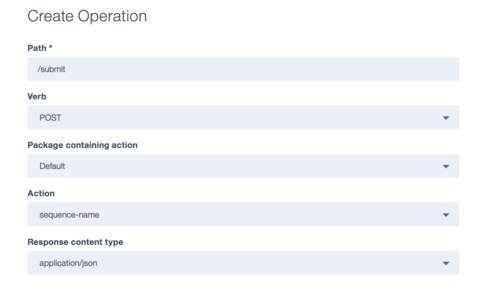 Create Operation
Path *
/submit
Verb
POST
Package containing action
Default
Action
sequence-name
Response content type
application/json